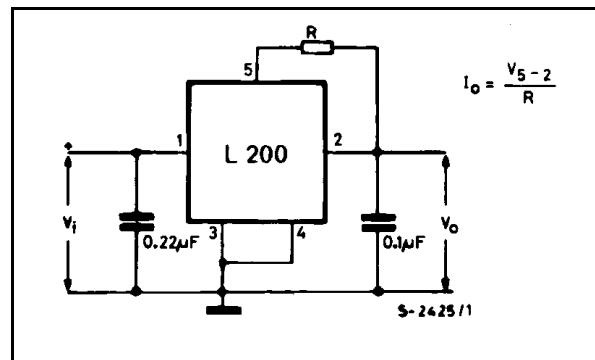 R
5
I₀ = V₅₋₂ / R
1
L 200
2
+
Vi
0.22µF
3
4
0.1µF
Vo
S-2425/1